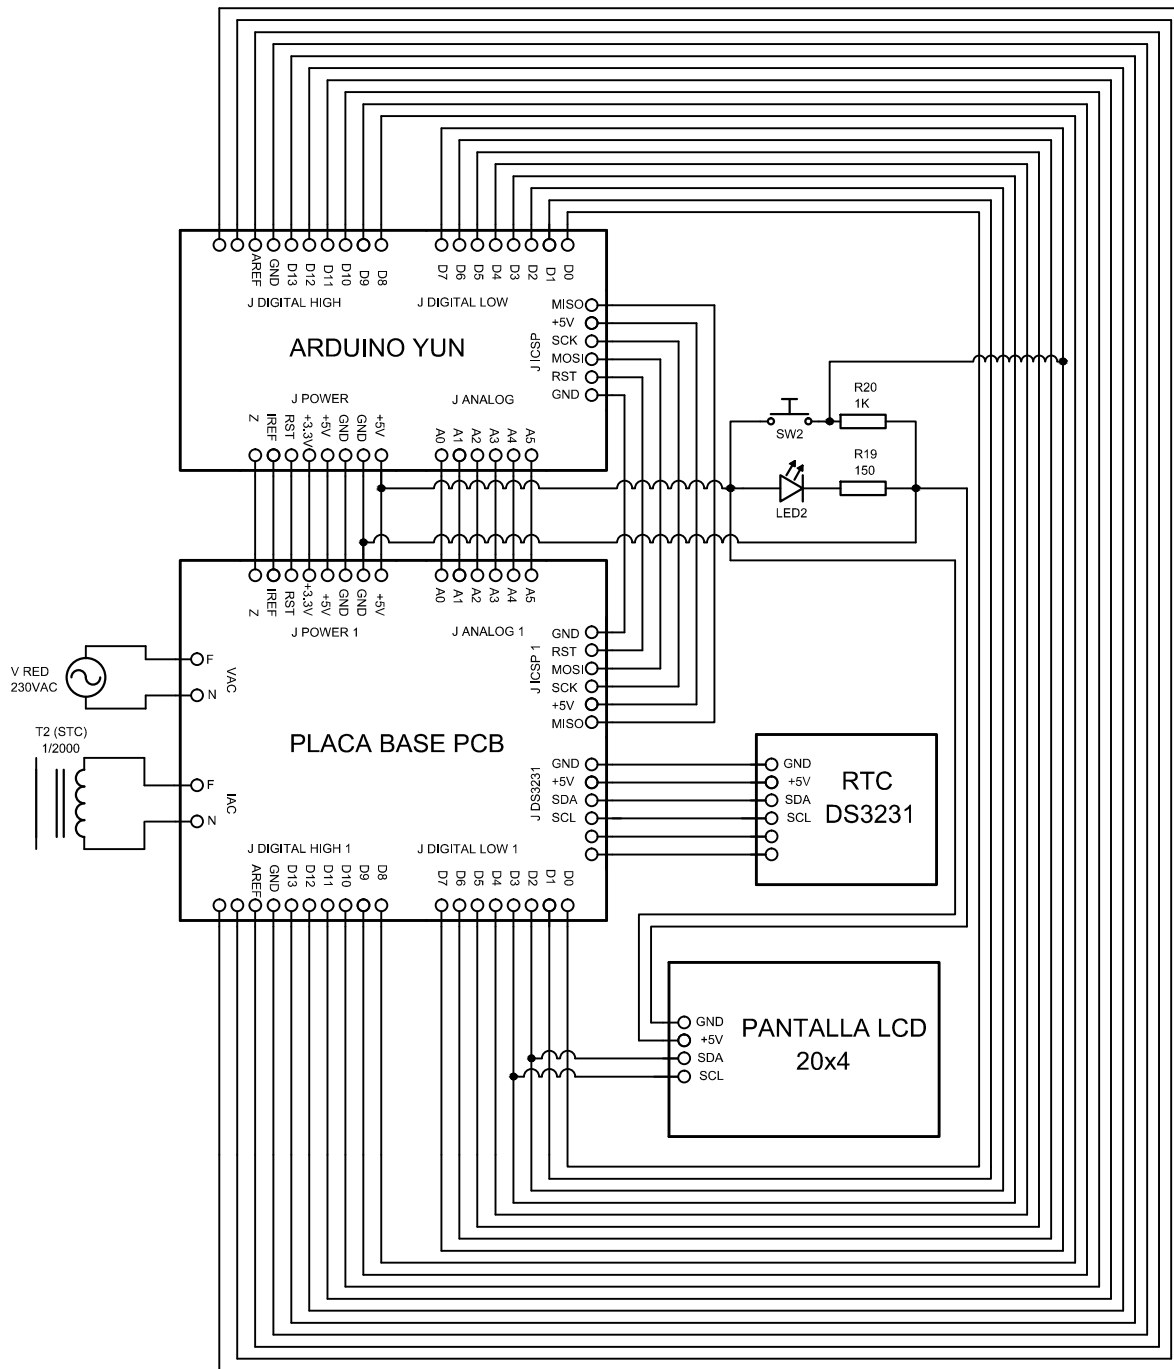 AREF GND D13 D12 D11 D10 D9 D8
D7 D6 D5 D4 D3 D2 D1 D0
J DIGITAL HIGH
J DIGITAL LOW
MISO
+5V
SCK
MOSI
RST
GND
J ICSP
ARDUINO YUN
J POWER
J ANALOG
Z IREF RST +3.3V +5V GND GND +5V
A0 A1 A2 A3 A4 A5
R20
1K
SW2
R19
150
LED2
Z IREF RST +3.3V +5V GND GND +5V
A0 A1 A2 A3 A4 A5
J POWER 1
J ANALOG 1
GND
RST
MOSI
SCK
+5V
MISO
J ICSP 1
V RED
230VAC
F
N
VAC
T2 (STC)
1/2000
F
N
IAC
PLACA BASE PCB
GND
+5V
SDA
SCL
J DS3231
GND
+5V
SDA
SCL
RTC
DS3231
J DIGITAL HIGH 1
J DIGITAL LOW 1
AREF GND D13 D12 D11 D10 D9 D8
D7 D6 D5 D4 D3 D2 D1 D0
GND
+5V
SDA
SCL
PANTALLA LCD
20x4